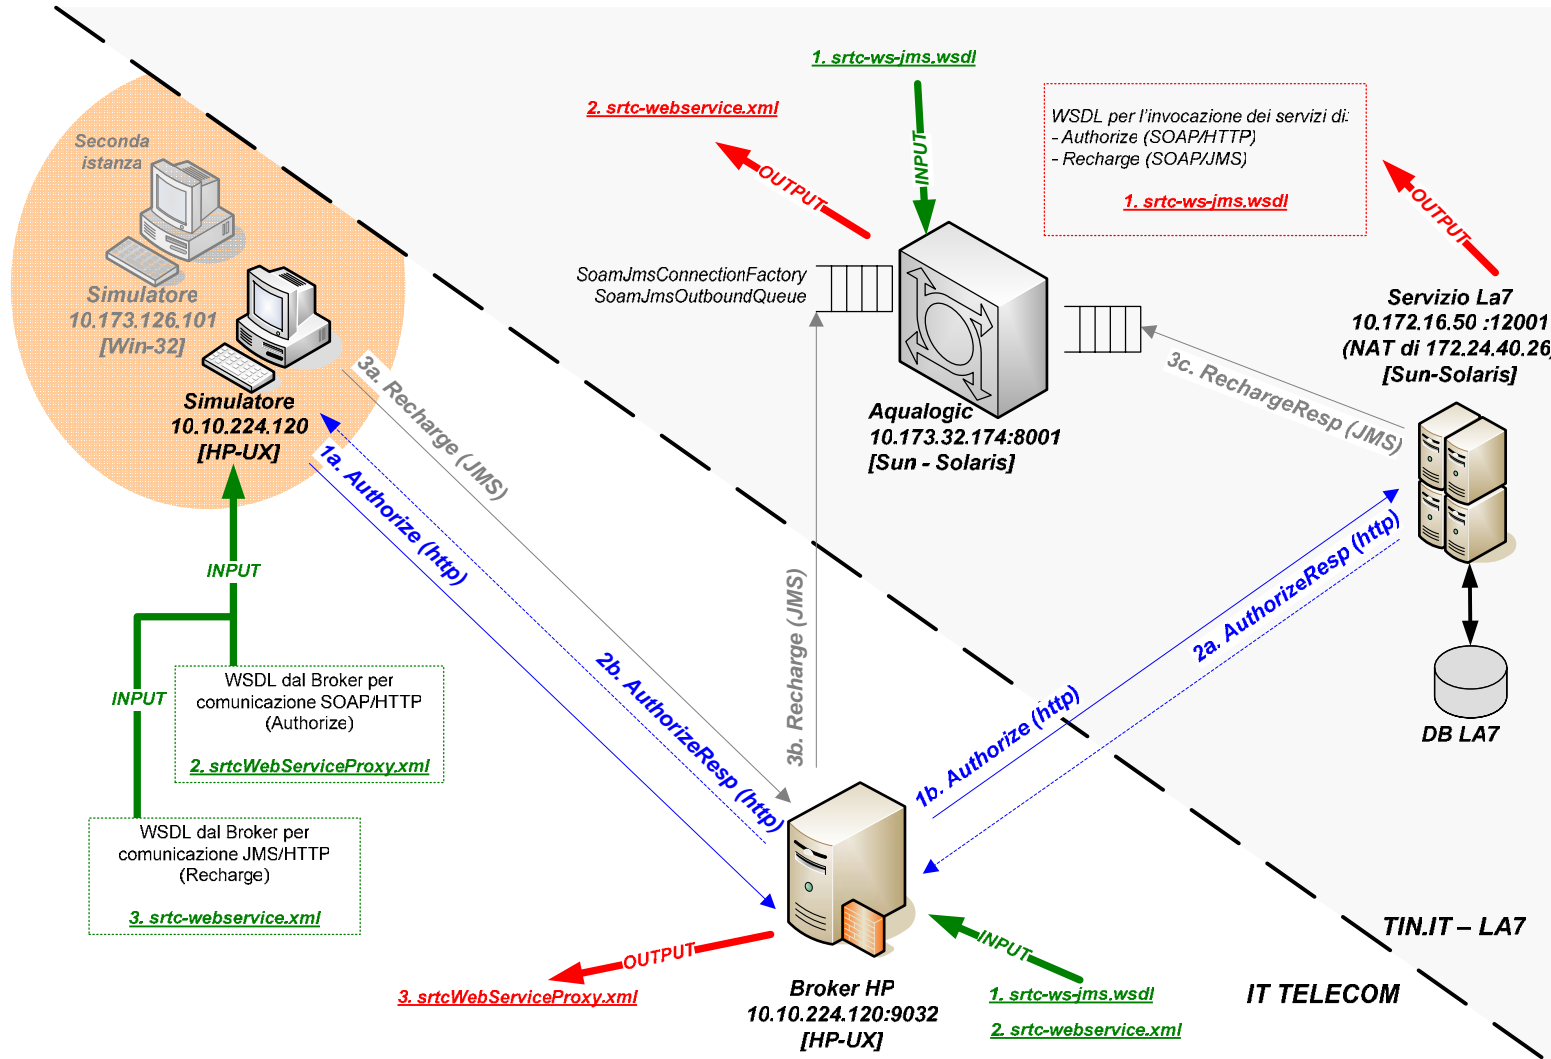 1. srtc-ws-jms.wsdl
2. srtc-webservice.xml
INPUT
OUTPUT
WSDL per l'invocazione dei servizi di:
- Authorize (SOAP/HTTP)
- Recharge (SOAP/JMS)
1. srtc-ws-jms.wsdl
OUTPUT
Seconda
istanza
Simulatore
10.173.126.101
[Win-32]
SoamJmsConnectionFactory
SoamJmsOutboundQueue
Servizio La7
10.172.16.50 :12001
(NAT di 172.24.40.26)
[Sun-Solaris]
Simulatore
10.10.224.120
[HP-UX]
Aqualogic
10.173.32.174:8001
[Sun - Solaris]
3a. Recharge (JMS)
3c. RechargeResp (JMS)
1a. Authorize (http)
2b. AuthorizeResp (http)
3b. Recharge (JMS)
1b. Authorize (http)
2a. AuthorizeResp (http)
INPUT
INPUT
WSDL dal Broker per
comunicazione SOAP/HTTP
(Authorize)
2. srtcWebServiceProxy.xml
WSDL dal Broker per
comunicazione JMS/HTTP
(Recharge)
3. srtc-webservice.xml
DB LA7
OUTPUT
3. srtcWebServiceProxy.xml
Broker HP
10.10.224.120:9032
[HP-UX]
INPUT
1. srtc-ws-jms.wsdl
2. srtc-webservice.xml
TIN.IT – LA7
IT TELECOM